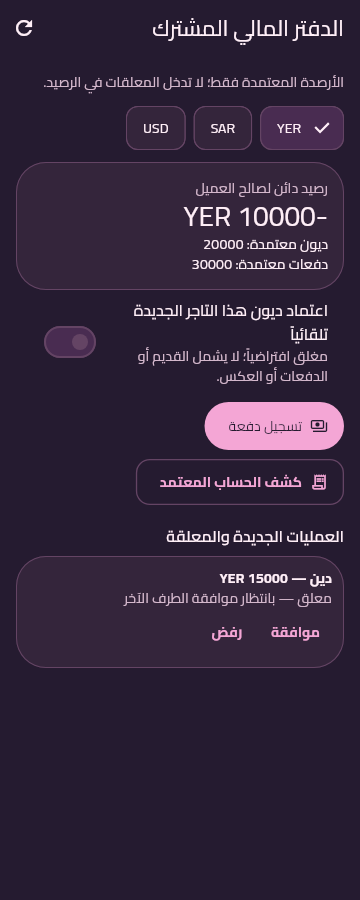 الدفتر المالي المشترك
الأرصدة المعتمدة فقط؛ لا تدخل المعلقات في الرصيد.
YER
SAR
USD
رصيد دائن لصالح العميل
-10000 YER
ديون معتمدة: 20000
دفعات معتمدة: 30000
اعتماد ديون هذا التاجر الجديدة
تلقائياً
مغلق افتراضياً؛ لا يشمل القديم أو
الدفعات أو العكس.
تسجيل دفعة
كشف الحساب المعتمد
العمليات الجديدة والمعلقة
دين — 15000 YER
معلق — بانتظار موافقة الطرف الآخر
موافقة
رفض